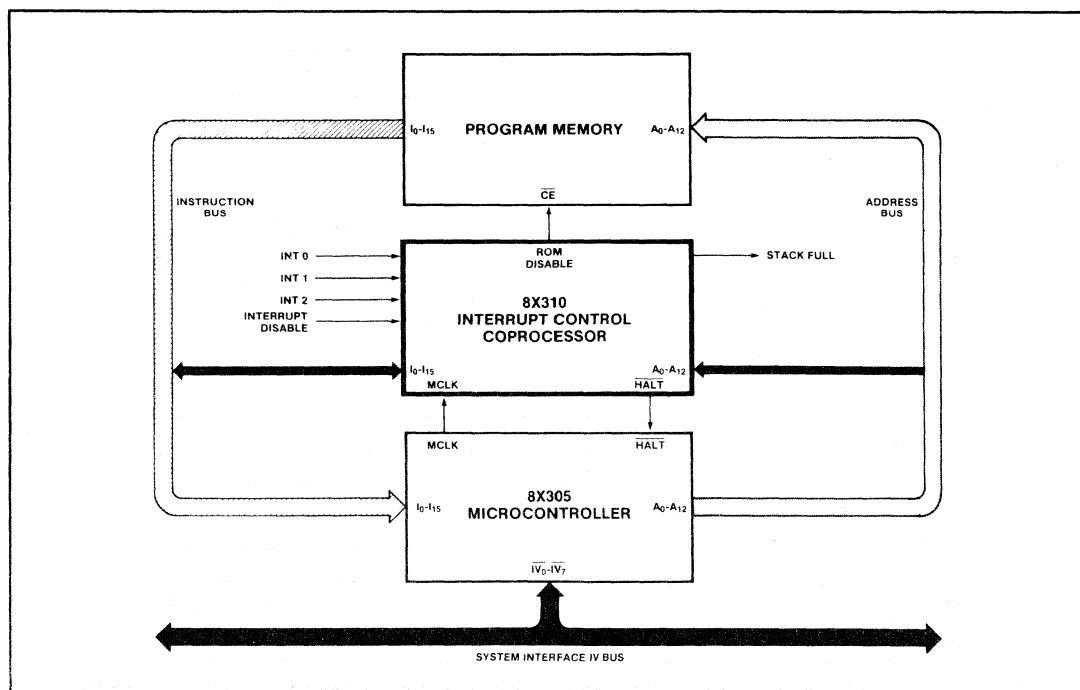 I0-I15
PROGRAM MEMORY
A0-A12
CE
INSTRUCTION
BUS
ADDRESS
BUS
INT 0
INT 1
INT 2
INTERRUPT
DISABLE
ROM
DISABLE
STACK FULL
8X310
INTERRUPT CONTROL
COPROCESSOR
I0-I15
A0-A12
MCLK
HALT
MCLK
HALT
8X305
MICROCONTROLLER
I0-I15
A0-A12
IV0-IV7
SYSTEM INTERFACE IV BUS